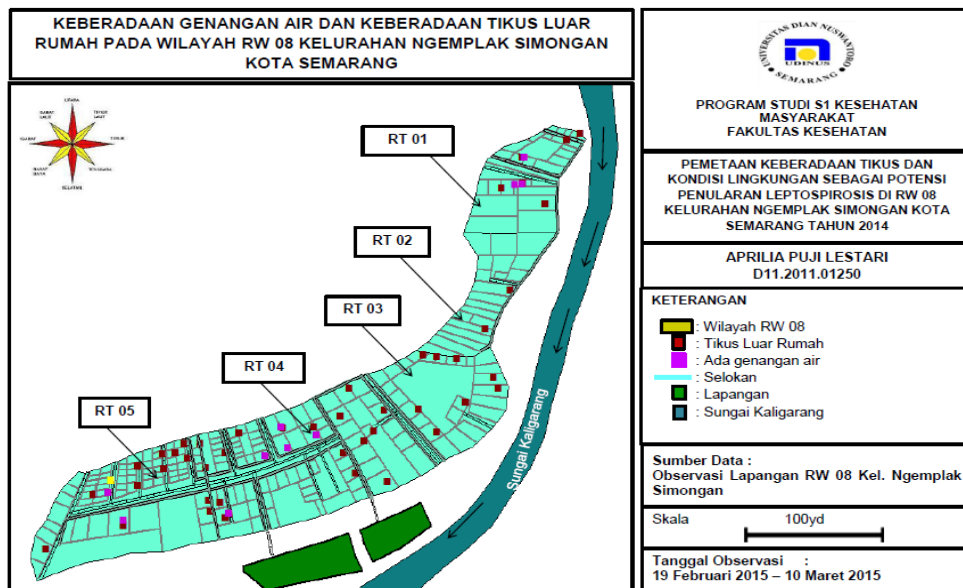 KEBERADAAN GENANGAN AIR DAN KEBERADAAN TIKUS LUAR
RUMAH PADA WILAYAH RW 08 KELURAHAN NGEMPLAK SIMONGAN
KOTA SEMARANG
UTARA
TIMUR
SELATAN
BARAT
RT 01
RT 02
RT 03
RT 04
RT 05
Sungai Kaligarang
UNIVERSITAS DIAN NUSWANTORO
UDINUS
SEMARANG
PROGRAM STUDI S1 KESEHATAN
MASYARAKAT
FAKULTAS KESEHATAN
PEMETAAN KEBERADAAN TIKUS DAN
KONDISI LINGKUNGAN SEBAGAI POTENSI
PENULARAN LEPTOSPIROSIS DI RW 08
KELURAHAN NGEMPLAK SIMONGAN KOTA
SEMARANG TAHUN 2014
APRILIA PUJI LESTARI
D11.2011.01250
KETERANGAN
: Wilayah RW 08
: Tikus Luar Rumah
: Ada genangan air
: Selokan
: Lapangan
: Sungai Kaligarang
Sumber Data :
Observasi Lapangan RW 08 Kel. Ngemplak
Simongan
Skala 100yd
Tanggal Observasi :
19 Februari 2015 – 10 Maret 2015